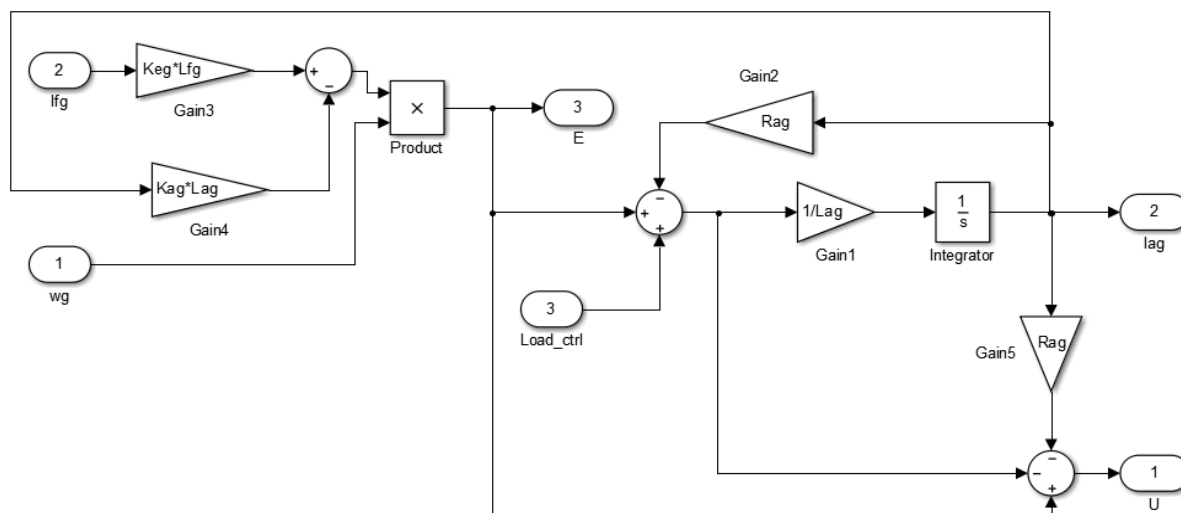 2
Ifg
Keg*Lfg
Gain3
+
−
×
Product
3
E
Gain2
Rag
Kag*Lag
Gain4
1
wg
−
+
+
1/Lag
Gain1
1
s
Integrator
2
Iag
3
Load_ctrl
Gain5
Rag
−
−
+
1
U